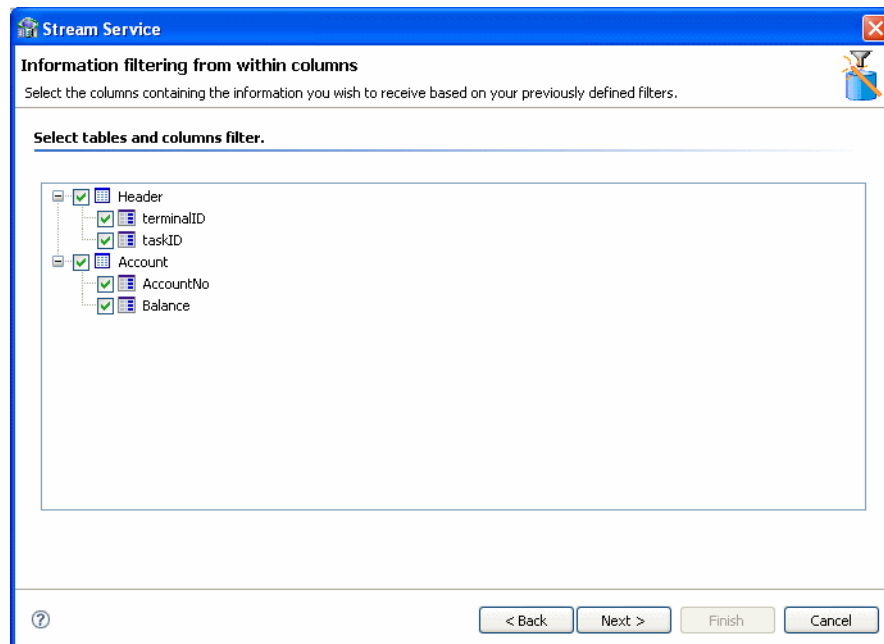 Stream Service
Information filtering from within columns
Select the columns containing the information you wish to receive based on your previously defined filters.
Select tables and columns filter.
Header
terminalID
taskID
Account
AccountNo
Balance
< Back Next > Finish Cancel